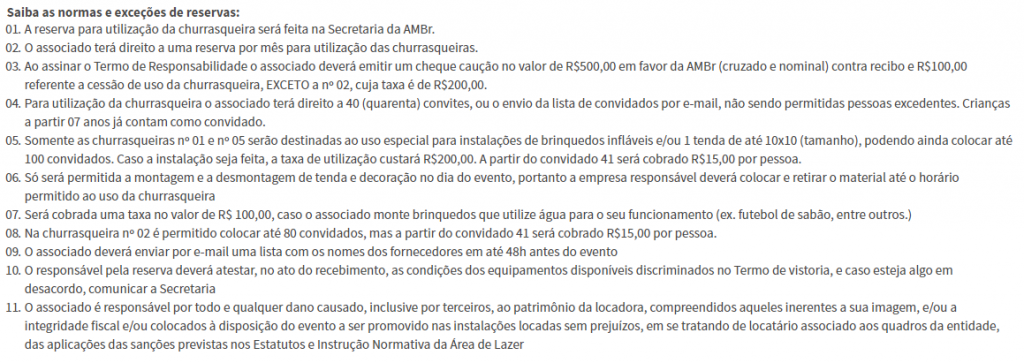 Saiba as normas e exceções de reservas:
01. A reserva para utilização da churrasqueira será feita na Secretaria da AMBr.
02. O associado terá direito a uma reserva por mês para utilização das churrasqueiras.
03. Ao assinar o Termo de Responsabilidade o associado deverá emitir um cheque caução no valor de R$500,00 em favor da AMBr (cruzado e nominal) contra recibo e R$100,00
referente a cessão de uso da churrasqueira, EXCETO a nº 02, cuja taxa é de R$200,00.
04. Para utilização da churrasqueira o associado terá direito a 40 (quarenta) convites, ou o envio da lista de convidados por e-mail, não sendo permitidas pessoas excedentes. Crianças
a partir 07 anos já contam como convidado.
05. Somente as churrasqueiras nº 01 e nº 05 serão destinadas ao uso especial para instalações de brinquedos infláveis e/ou 1 tenda de até 10x10 (tamanho), podendo ainda colocar até
100 convidados. Caso a instalação seja feita, a taxa de utilização custará R$200,00. A partir do convidado 41 será cobrado R$15,00 por pessoa.
06. Só será permitida a montagem e a desmontagem de tenda e decoração no dia do evento, portanto a empresa responsável deverá colocar e retirar o material até o horário
permitido ao uso da churrasqueira
07. Será cobrada uma taxa no valor de R$ 100,00, caso o associado monte brinquedos que utilize água para o seu funcionamento (ex. futebol de sabão, entre outros.)
08. Na churrasqueira nº 02 é permitido colocar até 80 convidados, mas a partir do convidado 41 será cobrado R$15,00 por pessoa.
09. O associado deverá enviar por e-mail uma lista com os nomes dos fornecedores em até 48h antes do evento
10. O responsável pela reserva deverá atestar, no ato do recebimento, as condições dos equipamentos disponíveis discriminados no Termo de vistoria, e caso esteja algo em
desacordo, comunicar a Secretaria
11. O associado é responsável por todo e qualquer dano causado, inclusive por terceiros, ao patrimônio da locadora, compreendidos aqueles inerentes a sua imagem, e/ou a
integridade fiscal e/ou colocados à disposição do evento a ser promovido nas instalações locadas sem prejuízos, em se tratando de locatário associado aos quadros da entidade,
das aplicações das sanções previstas nos Estatutos e Instrução Normativa da Área de Lazer